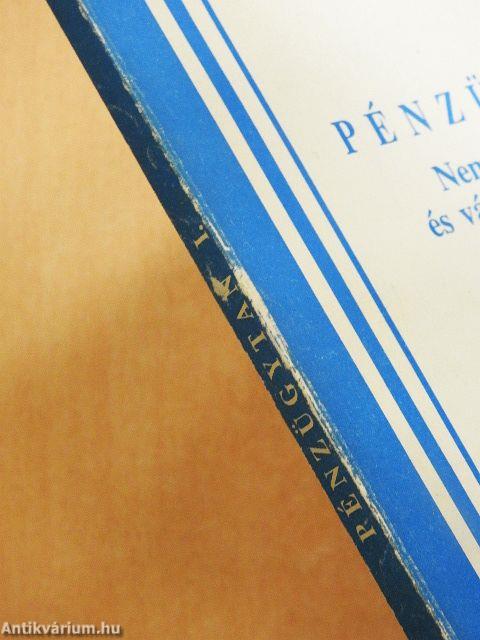 PÉNZÜ
Nem
és vá
PÉNZÜGYTAN I.
Antikvárium.hu